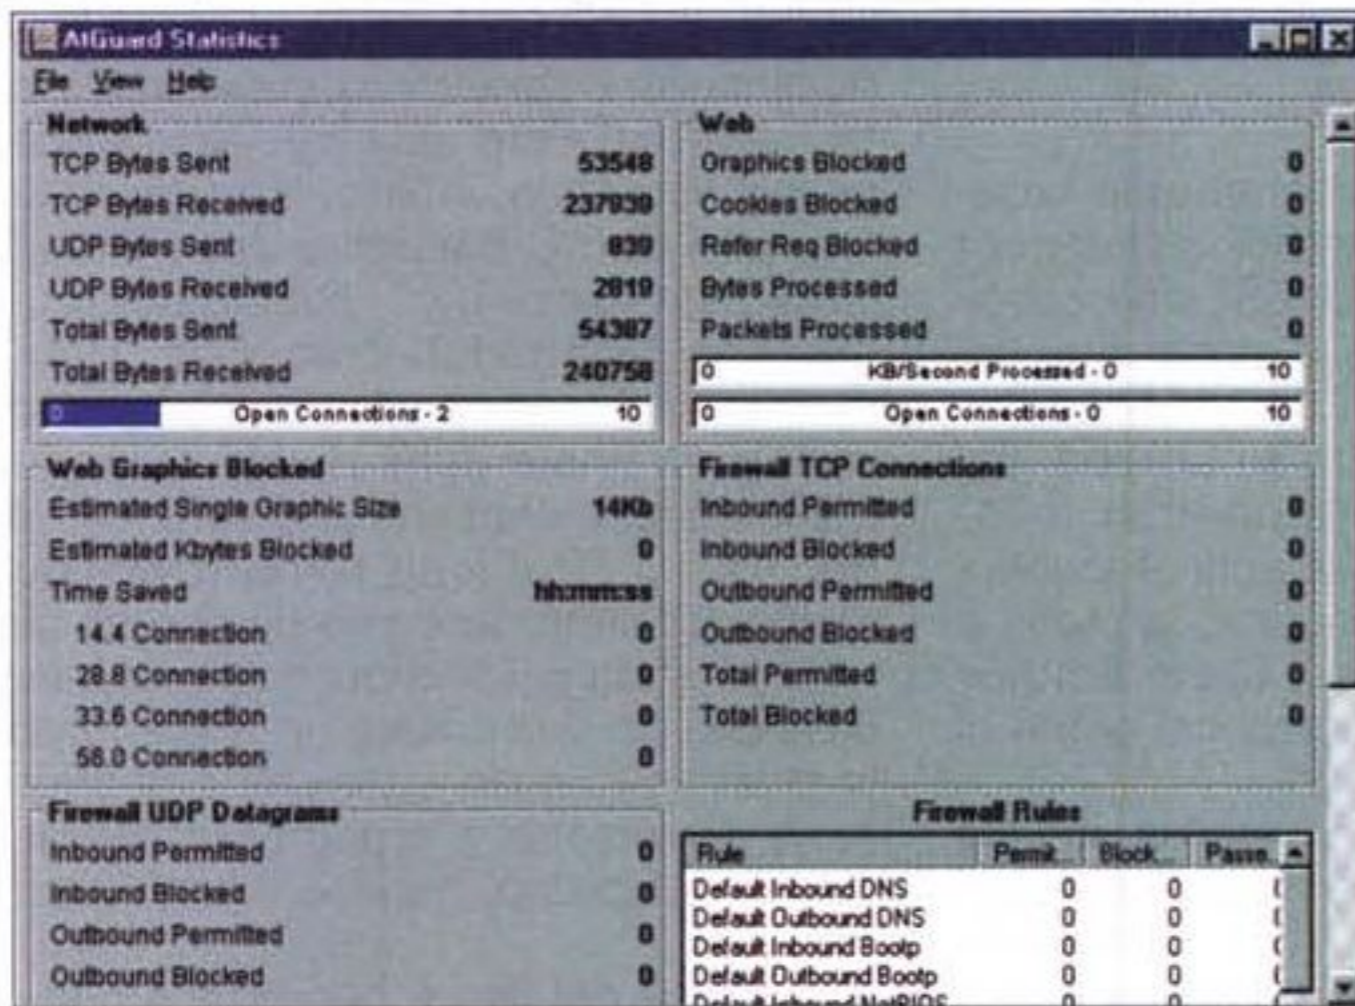 AtGuard Statistics
File View Help
Network
TCP Bytes Sent 53548
TCP Bytes Received 237939
UDP Bytes Sent 839
UDP Bytes Received 2819
Total Bytes Sent 54387
Total Bytes Received 240758
0 Open Connections - 2 10
Web
Graphics Blocked 0
Cookies Blocked 0
Refer Req Blocked 0
Bytes Processed 0
Packets Processed 0
0 KB/Second Processed - 0 10
0 Open Connections - 0 10
Web Graphics Blocked
Estimated Single Graphic Size 14Kb
Estimated Kbytes Blocked 0
Time Saved hh:mm:ss
14.4 Connection 0
28.8 Connection 0
33.6 Connection 0
56.0 Connection 0
Firewall TCP Connections
Inbound Permitted 0
Inbound Blocked 0
Outbound Permitted 0
Outbound Blocked 0
Total Permitted 0
Total Blocked 0
Firewall UDP Datagrams
Inbound Permitted 0
Inbound Blocked 0
Outbound Permitted 0
Outbound Blocked 0
Firewall Rules
Rule Permit... Block... Passe...
Default Inbound DNS 0 0
Default Outbound DNS 0 0
Default Inbound Bootp 0 0
Default Outbound Bootp 0 0
Default Inbound NetBIOS